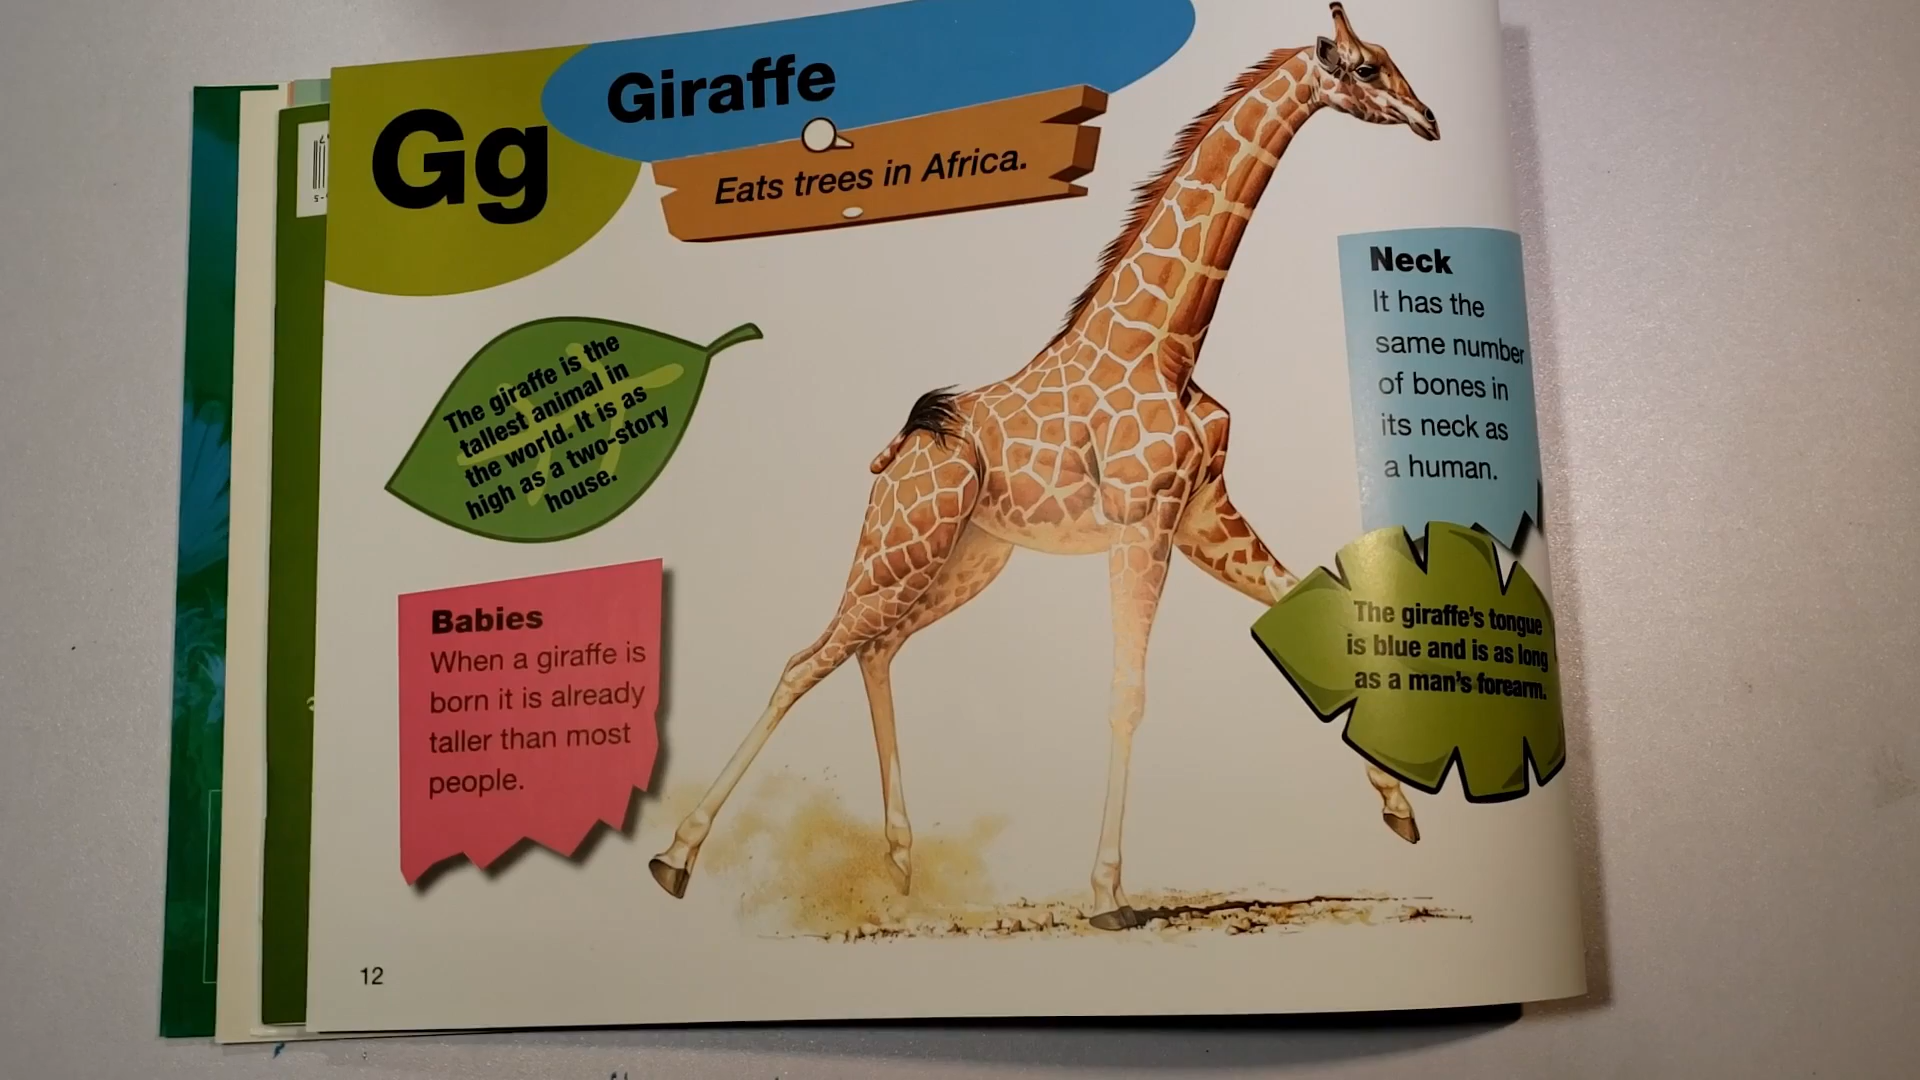 Gg
Giraffe
Eats trees in Africa.
The giraffe is the
tallest animal in
the world. It is as
high as a two-story
house.
Neck
It has the
same number
of bones in
its neck as
a human.
Babies
When a giraffe is
born it is already
taller than most
people.
The giraffe's tongue
is blue and is as long
as a man's forearm.
12